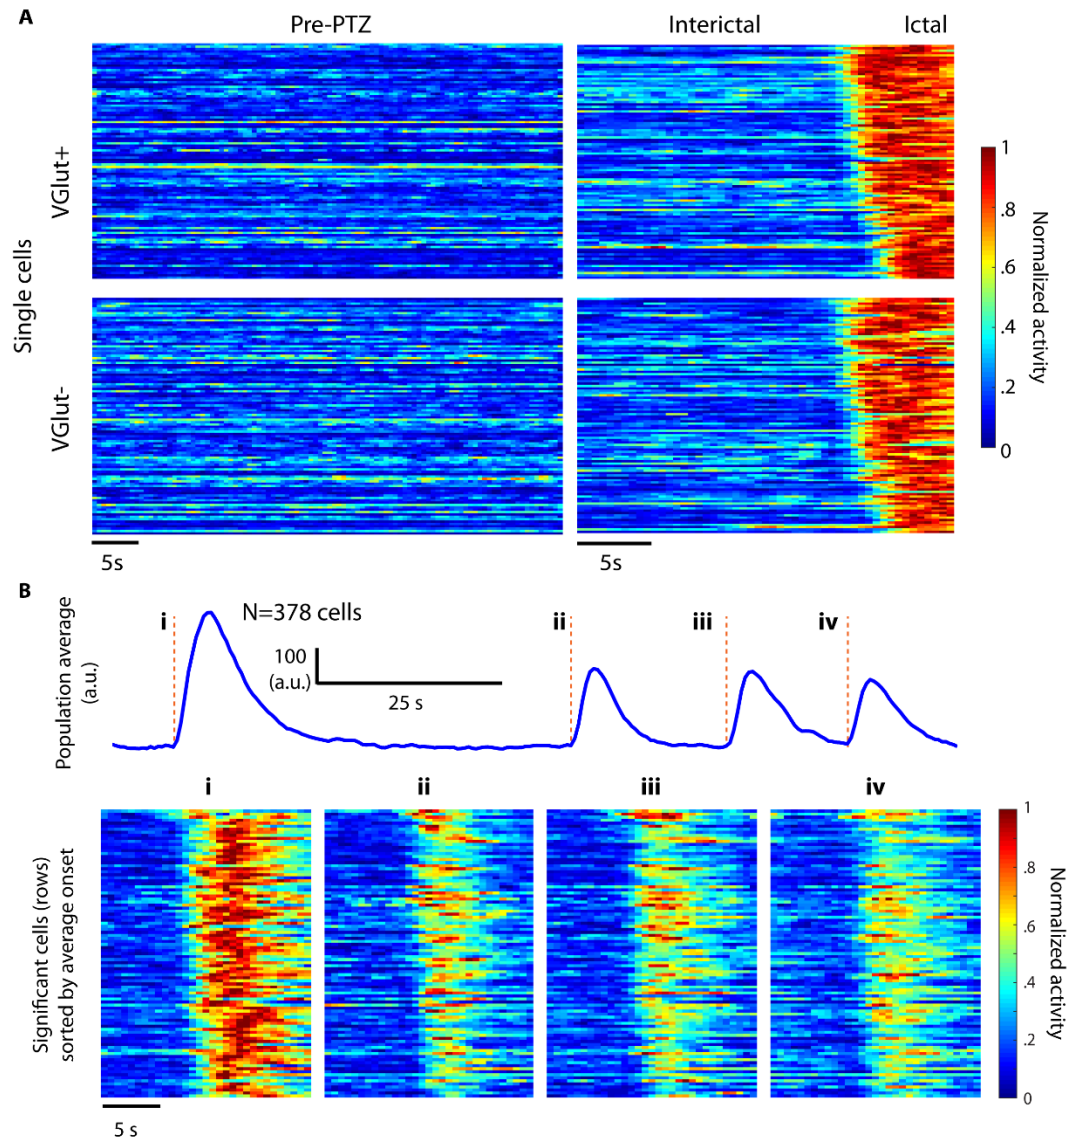 A
Pre-PTZ
Interictal
Ictal
Single cells
VGlut+
VGlut-
1
.8
.6
.4
.2
0
Normalized activity
5s
5s
B
Population average
(a.u.)
i
N=378 cells
100
(a.u.)
25 s
ii
iii
iv
i
ii
iii
iv
Significant cells (rows)
sorted by average onset
1
.8
.6
.4
.2
0
Normalized activity
5 s